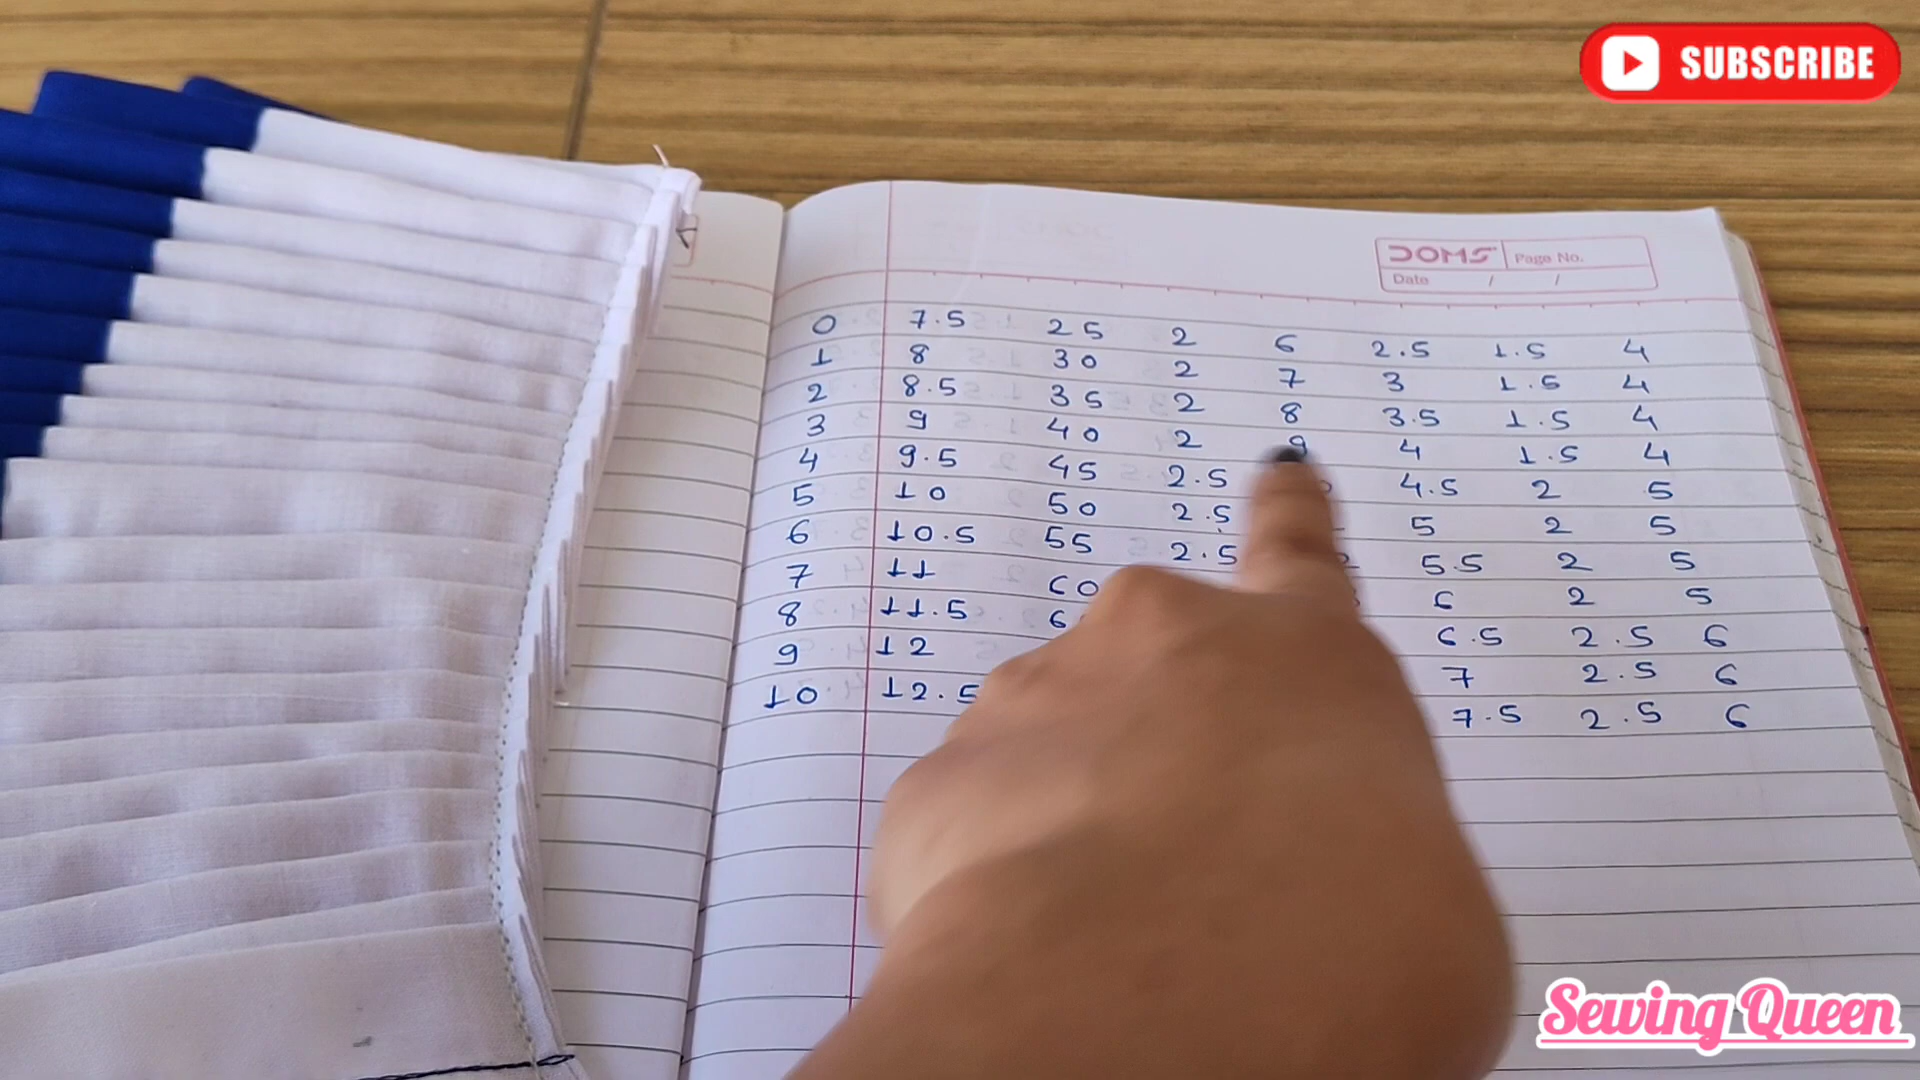 SUBSCRIBE
DOMS Page No.
Date / /
0 7.5 25 2 6 2.5 1.5 4
1 8 30 2 7 3 1.5 4
2 8.5 35 2 8 3.5 1.5 4
3 9 40 2 9 4 1.5 4
4 9.5 45 2.5 4.5 2 5
5 10 50 2.5 5 2 5
6 10.5 55 2.5 5.5 2 5
7 11 60 6 2 5
8 11.5 6.5 2.5 6
9 12 7 2.5 6
10 12.5 7.5 2.5 6
Sewing Queen